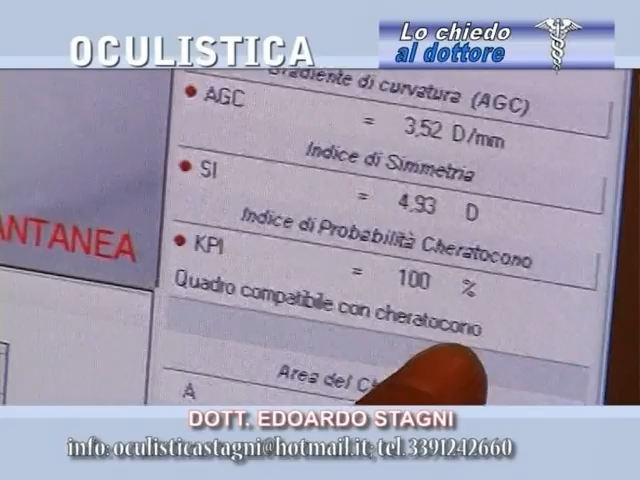 OCULISTICA
Lo chiedo
al dottore
Gradiente di curvatura (AGC)
AGC = 3,52 D/mm
Indice di Simmetria
SI = 4,93 D
Indice di Probabilità Cheratocono
KPI = 100 %
ANTANEA
Quadro compatibile con cheratocono
Area del
A
DOTT. EDOARDO STAGNI
info: oculisticastagni@hotmail.it; tel.3391242660